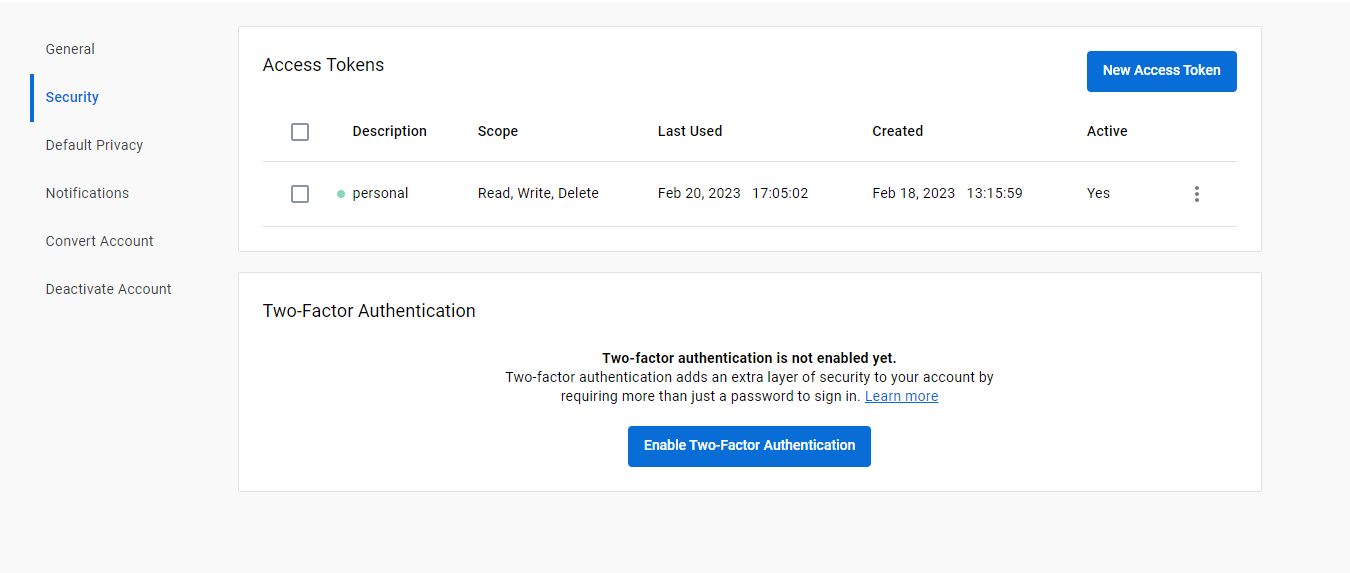 General
Security
Default Privacy
Notifications
Convert Account
Deactivate Account
Access Tokens
New Access Token
Description Scope Last Used Created Active
personal Read, Write, Delete Feb 20, 2023 17:05:02 Feb 18, 2023 13:15:59 Yes
Two-Factor Authentication
Two-factor authentication is not enabled yet.
Two-factor authentication adds an extra layer of security to your account by
requiring more than just a password to sign in. Learn more
Enable Two-Factor Authentication